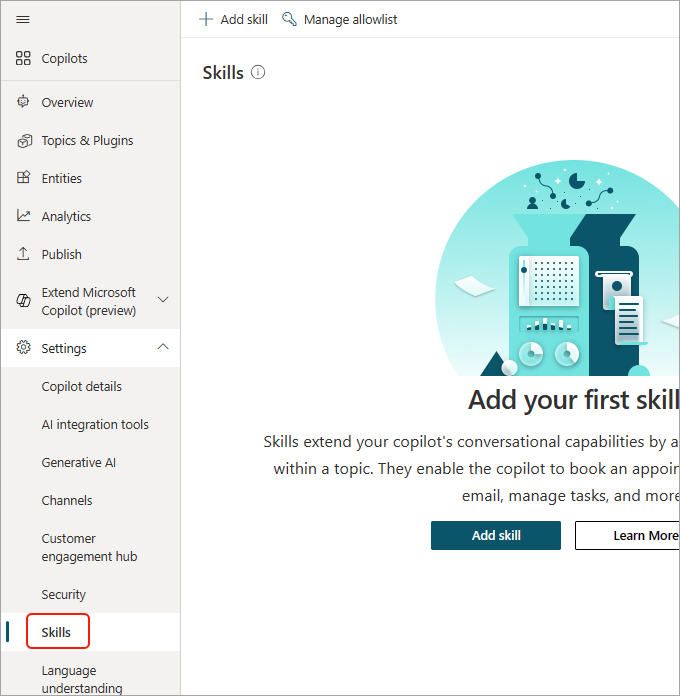 Add skill
Manage allowlist
Copilots
Overview
Topics & Plugins
Entities
Analytics
Publish
Extend Microsoft
Copilot (preview)
Settings
Copilot details
AI integration tools
Generative AI
Channels
Customer
engagement hub
Security
Skills
Language
understanding
Skills
Add your first skill
Skills extend your copilot's conversational capabilities by a
within a topic. They enable the copilot to book an appoin
email, manage tasks, and more
Add skill
Learn More